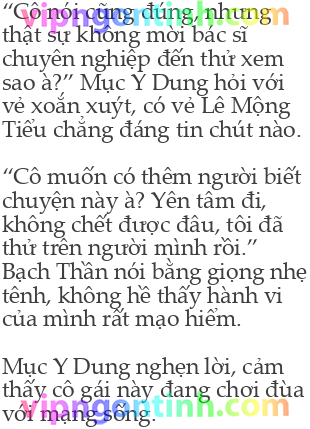 “Cô nói cũng đúng, nhưng
thật sự không mời bác sĩ
chuyên nghiệp đến thử xem
sao à?” Mục Y Dung hỏi với
vẻ xoắn xuýt, có vẻ Lê Mộng
Tiểu chẳng đáng tin chút nào.
“Cô muốn có thêm người biết
chuyện này à? Yên tâm đi,
không chết được đâu, tôi đã
thử trên người mình rồi.”
Bạch Thần nói bằng giọng nhẹ
tênh, không hề thấy hành vi
của mình rất mạo hiểm.
Mục Y Dung nghẹn lời, cảm
thấy cô gái này đang chơi đùa
với mạng sống.
vipngontinh.com
vipngontinh.com